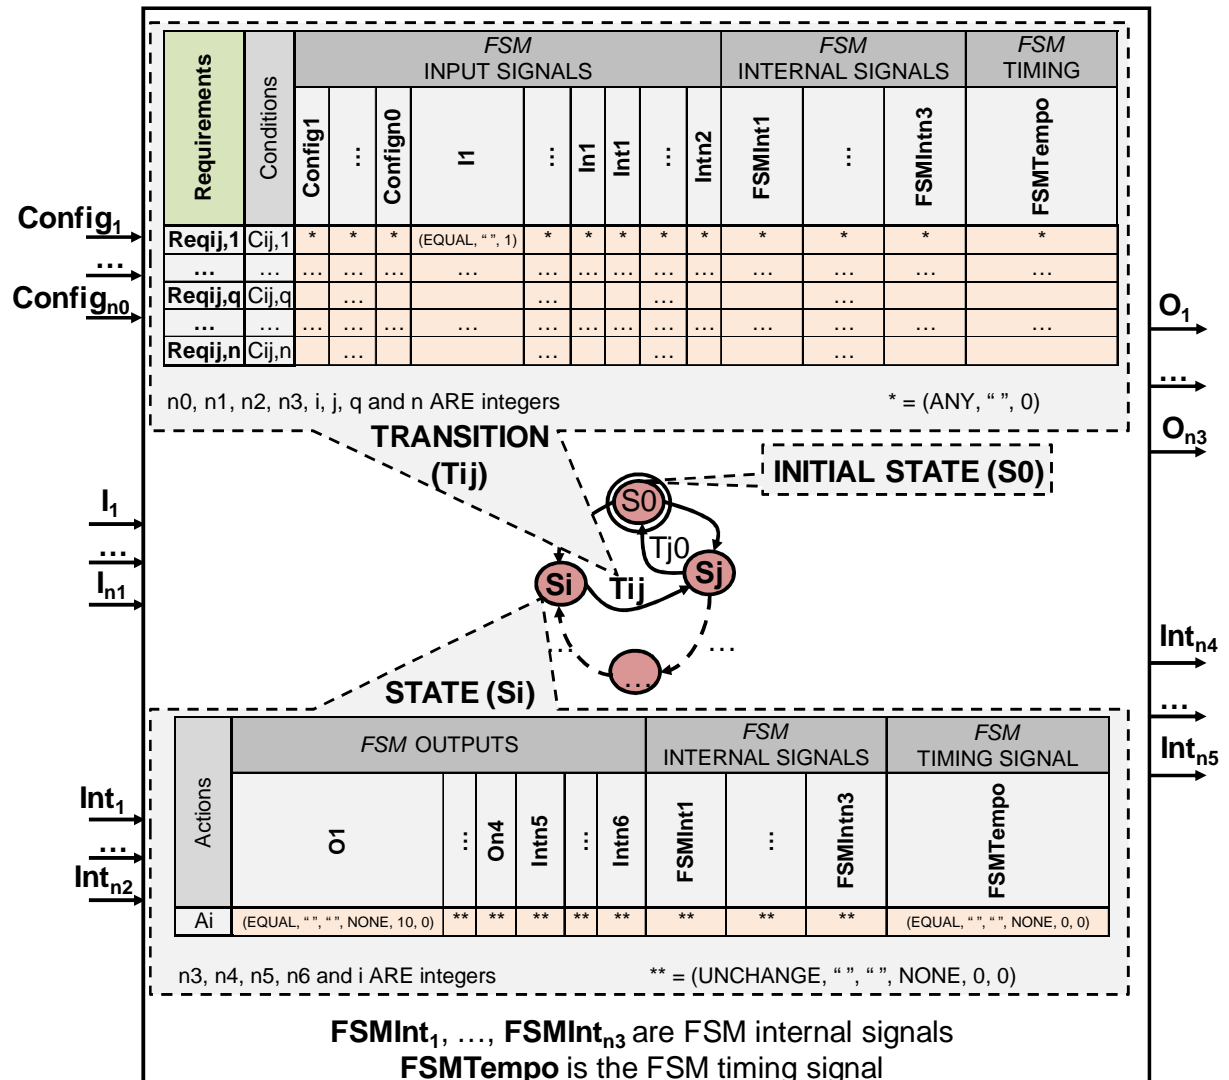 FSM
INPUT SIGNALS
FSM
INTERNAL SIGNALS
FSM
TIMING
Requirements
Conditions
Config1
…
Confign0
I1
…
In1
Int1
…
Intn2
FSMInt1
…
FSMIntn3
FSMTempo
Reqij,1 Cij,1 * * * (EQUAL, “ ”, 1) * * * * * * * * *
… … … … … … … … … … … … … … …
Reqij,q Cij,q … … … …
… … … … … … … … … … … … … … …
Reqij,n Cij,n … … … …
n0, n1, n2, n3, i, j, q and n ARE integers * = (ANY, “ ”, 0)
Config1
…
Confign0
I1
…
In1
Int1
…
Intn2
O1
…
On3
Intn4
…
Intn5
TRANSITION
(Tij)
INITIAL STATE (S0)
S0
Tj0
Si
Tij
Sj
…
…
…
STATE (Si)
Actions
FSM OUTPUTS
FSM
INTERNAL SIGNALS
FSM
TIMING SIGNAL
O1
…
On4
Intn5
…
Intn6
FSMInt1
…
FSMIntn3
FSMTempo
Ai (EQUAL, “ ”, “ ”, NONE, 10, 0) ** ** ** ** ** ** ** ** (EQUAL, “ ”, “ ”, NONE, 0, 0)
n3, n4, n5, n6 and i ARE integers ** = (UNCHANGE, “ ”, “ ”, NONE, 0, 0)
FSMInt1, …, FSMIntn3 are FSM internal signals
FSMTempo is the FSM timing signal